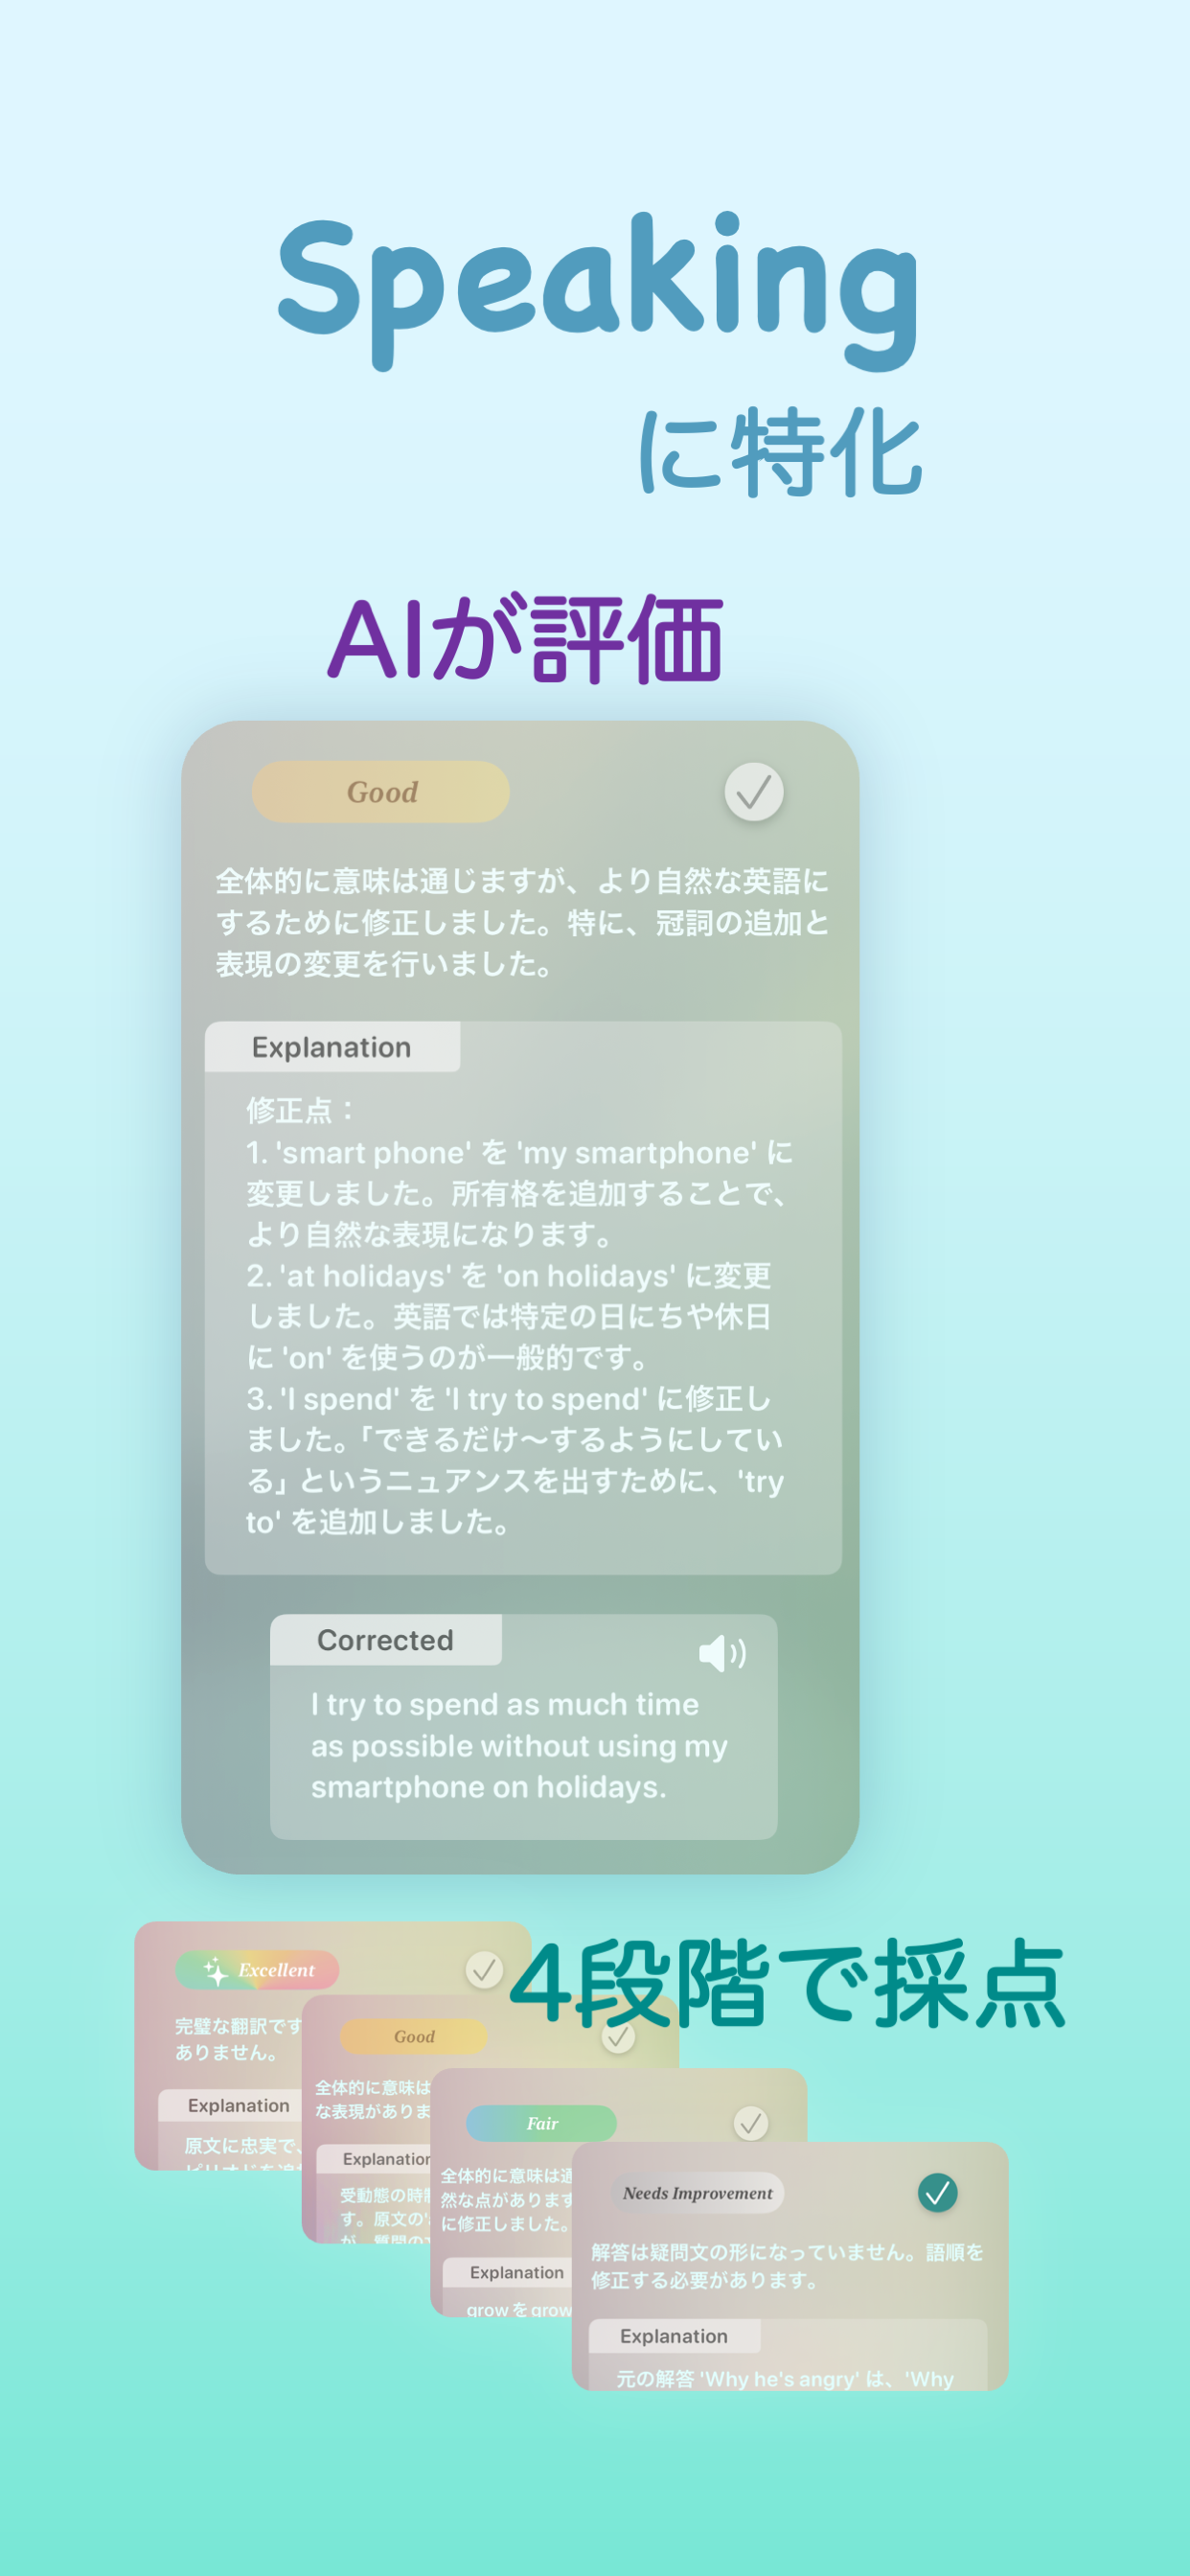 Speaking
に特化
AIが評価
Good
全体的に意味は通じますが、より自然な英語に
するために修正しました。特に、冠詞の追加と
表現の変更を行いました。
Explanation
修正点：
1. 'smart phone' を 'my smartphone' に
変更しました。所有格を追加することで、
より自然な表現になります。
2. 'at holidays' を 'on holidays' に変更
しました。英語では特定の日にちや休日
に 'on' を使うのが一般的です。
3. 'I spend' を 'I try to spend' に修正し
ました。「できるだけ〜するようにしてい
る」というニュアンスを出すために、'try
to' を追加しました。
Corrected
I try to spend as much time
as possible without using my
smartphone on holidays.
4段階で採点
Excellent
完璧な翻訳です
ありません。
Explanation
原文に忠実で、
Good
全体的に意味は
な表現がありま
Explanation
受動態の時
す。原文の'
Fair
全体的に意味は通
然な点があります
に修正しました。
Explanation
growをgrow
Needs Improvement
解答は疑問文の形になっていません。語順を
修正する必要があります。
Explanation
元の解答 'Why he's angry' は、'Why